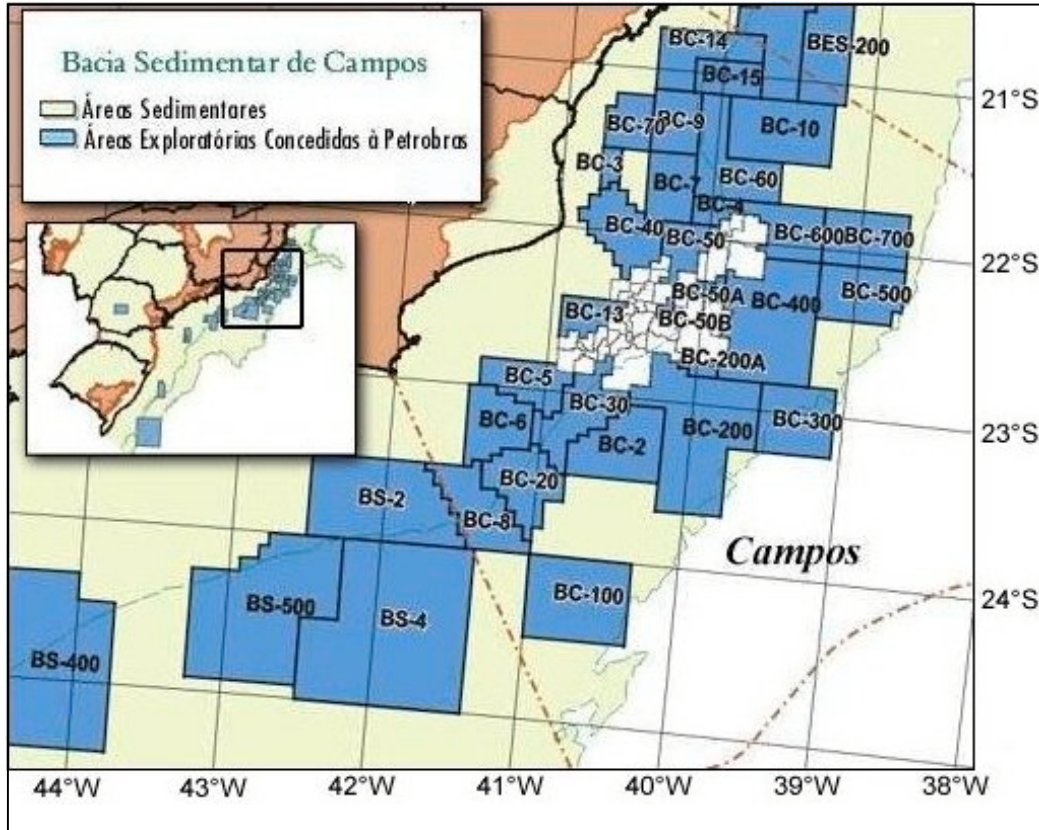 Bacia Sedimentar de Campos
Áreas Sedimentares
Áreas Exploratórias Concedidas à Petrobras
BC-14
BES-200
BC-15
21°S
BC-70
BC-9
BC-10
BC-3
BC-7
BC-60
BC-4
BC-40
BC-50
BC-600
BC-700
22°S
BC-50A
BC-400
BC-500
BC-13
BC-50B
BC-200A
BC-5
BC-30
BC-6
BC-2
BC-200
BC-300
23°S
BC-20
BS-2
BC-8
Campos
BS-500
BS-4
BC-100
24°S
BS-400
44°W 43°W 42°W 41°W 40°W 39°W 38°W